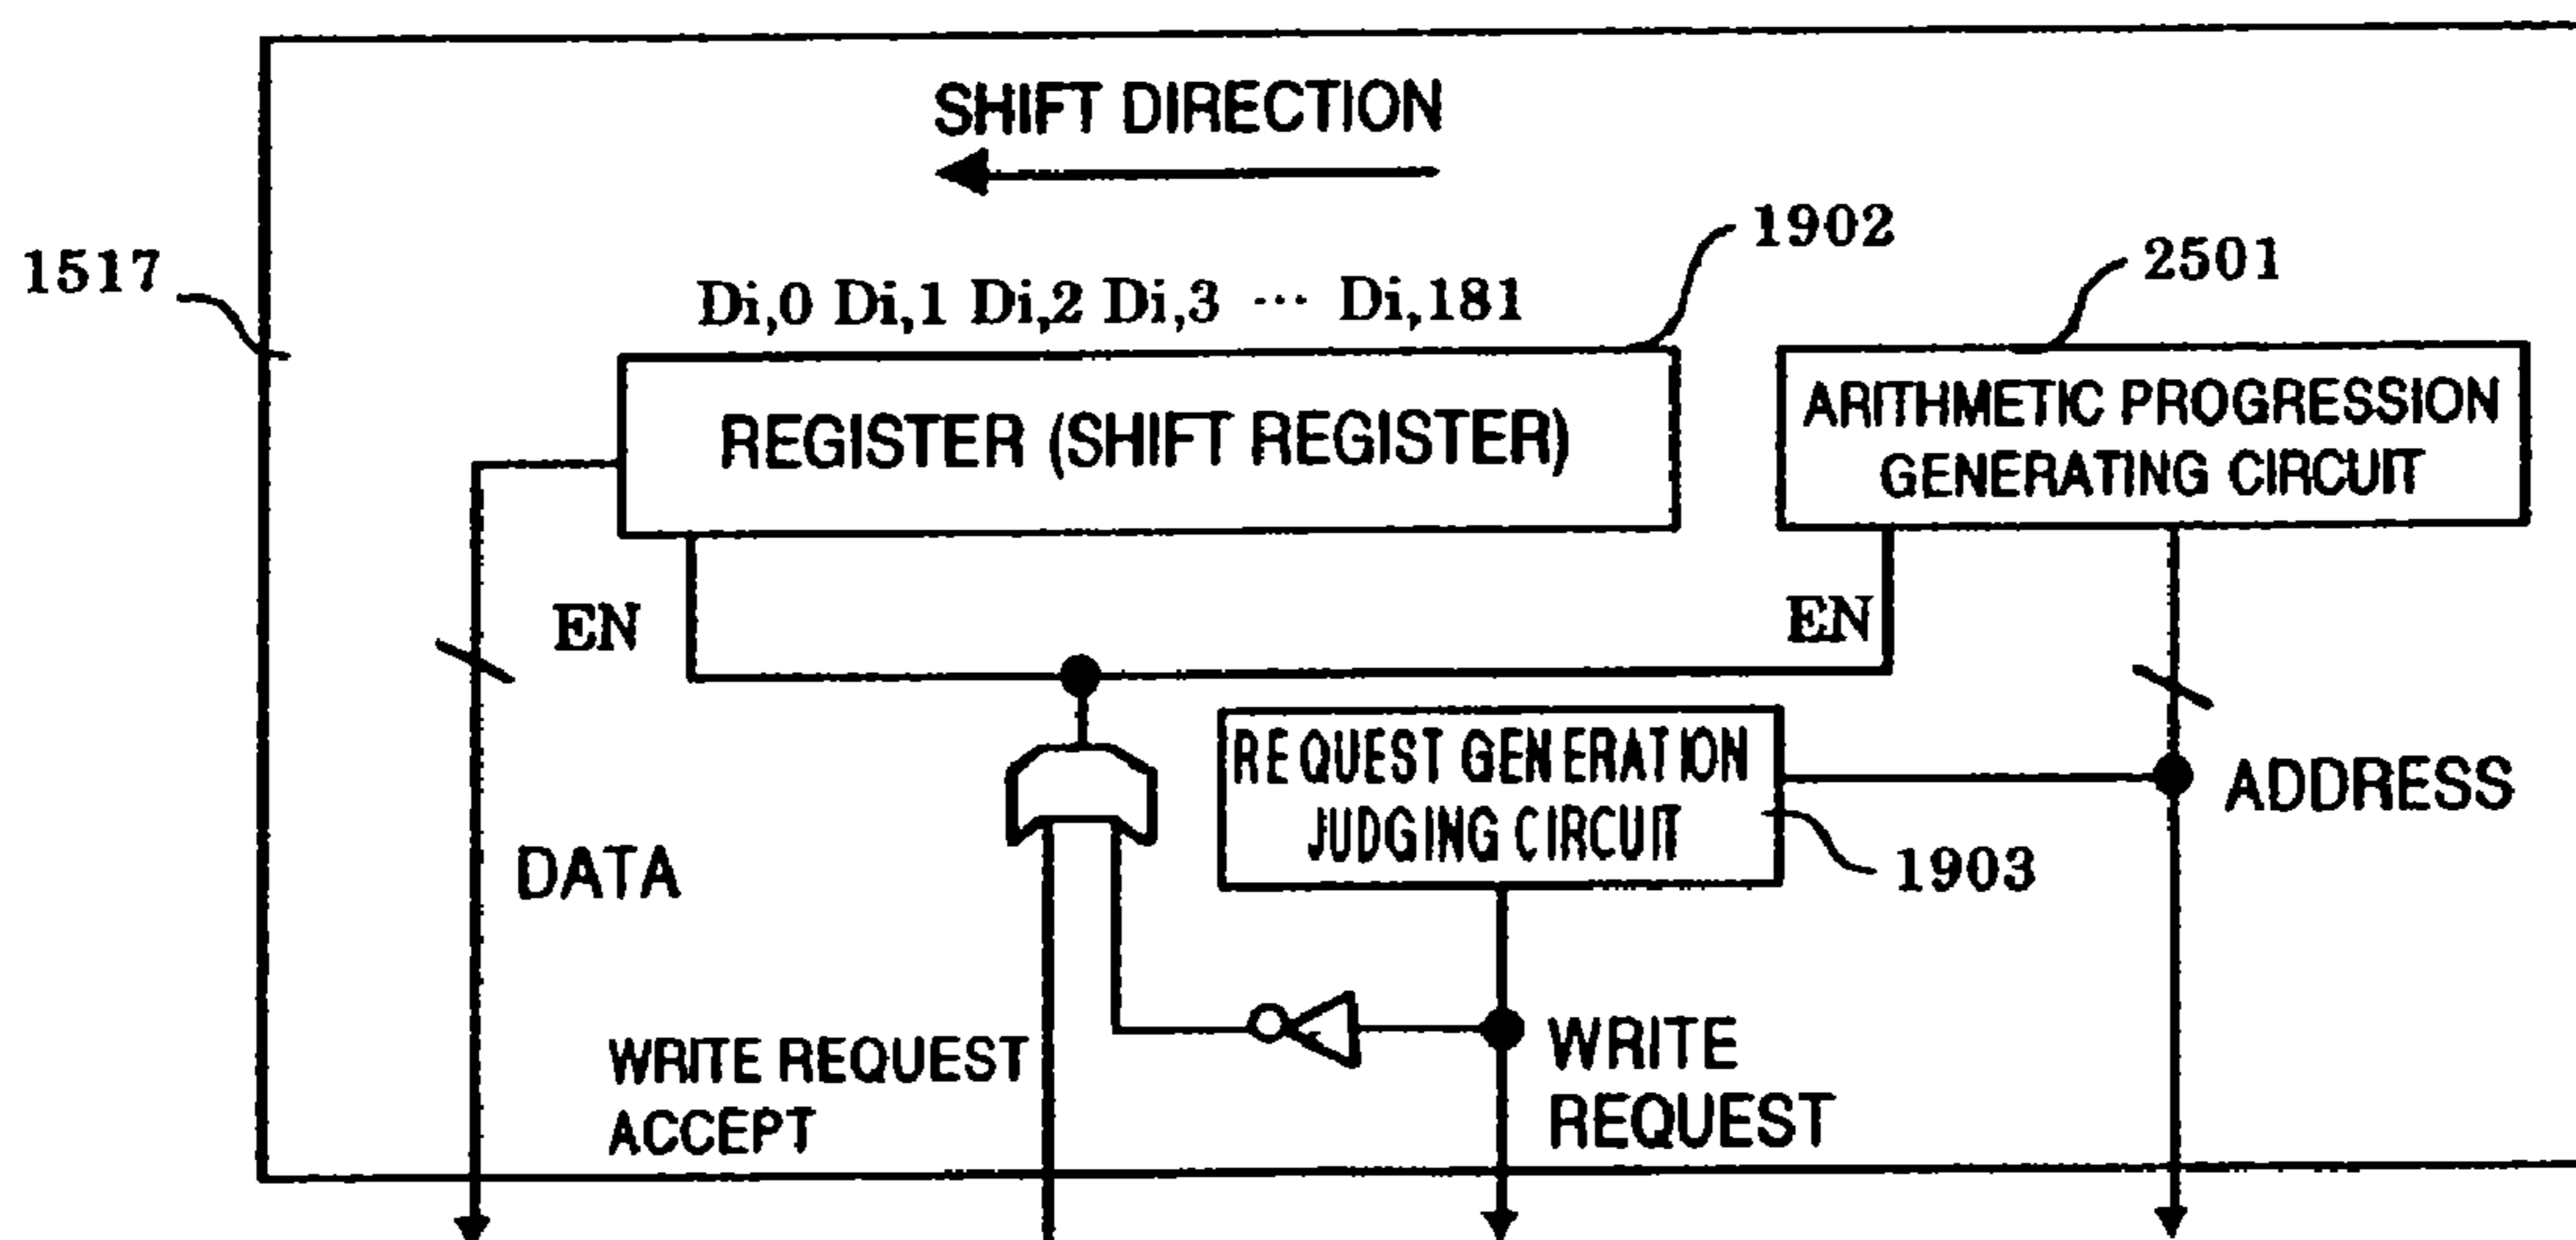 SHIFT DIRECTION
1902
1517
2501
Di,0 Di,1 Di,2 Di,3 ··· Di,181
REGISTER (SHIFT REGISTER)
ARITHMETIC PROGRESSION
GENERATING CIRCUIT
EN
EN
REQUEST GENERATION
JUDGING CIRCUIT
ADDRESS
DATA
1903
WRITE REQUEST
ACCEPT
WRITE
REQUEST